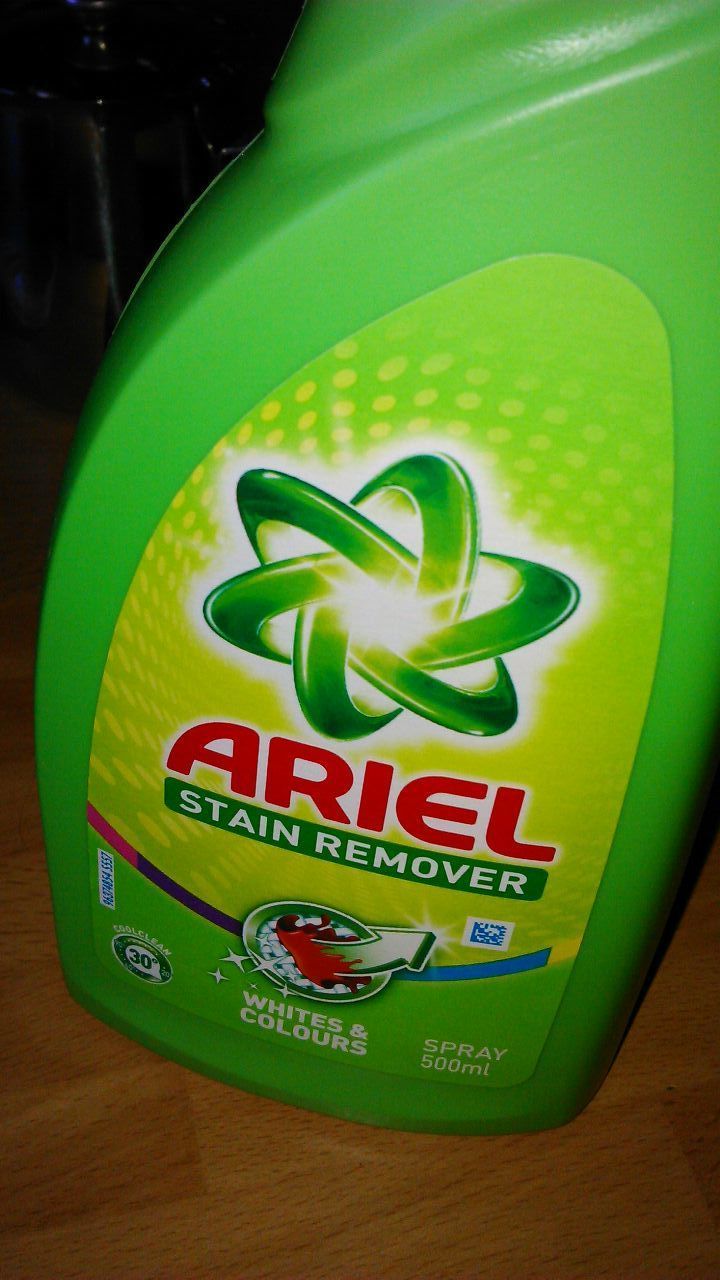 ARIEL
STAIN REMOVER
COOLCLEAN
30°
WHITES &
COLOURS
SPRAY
500ml